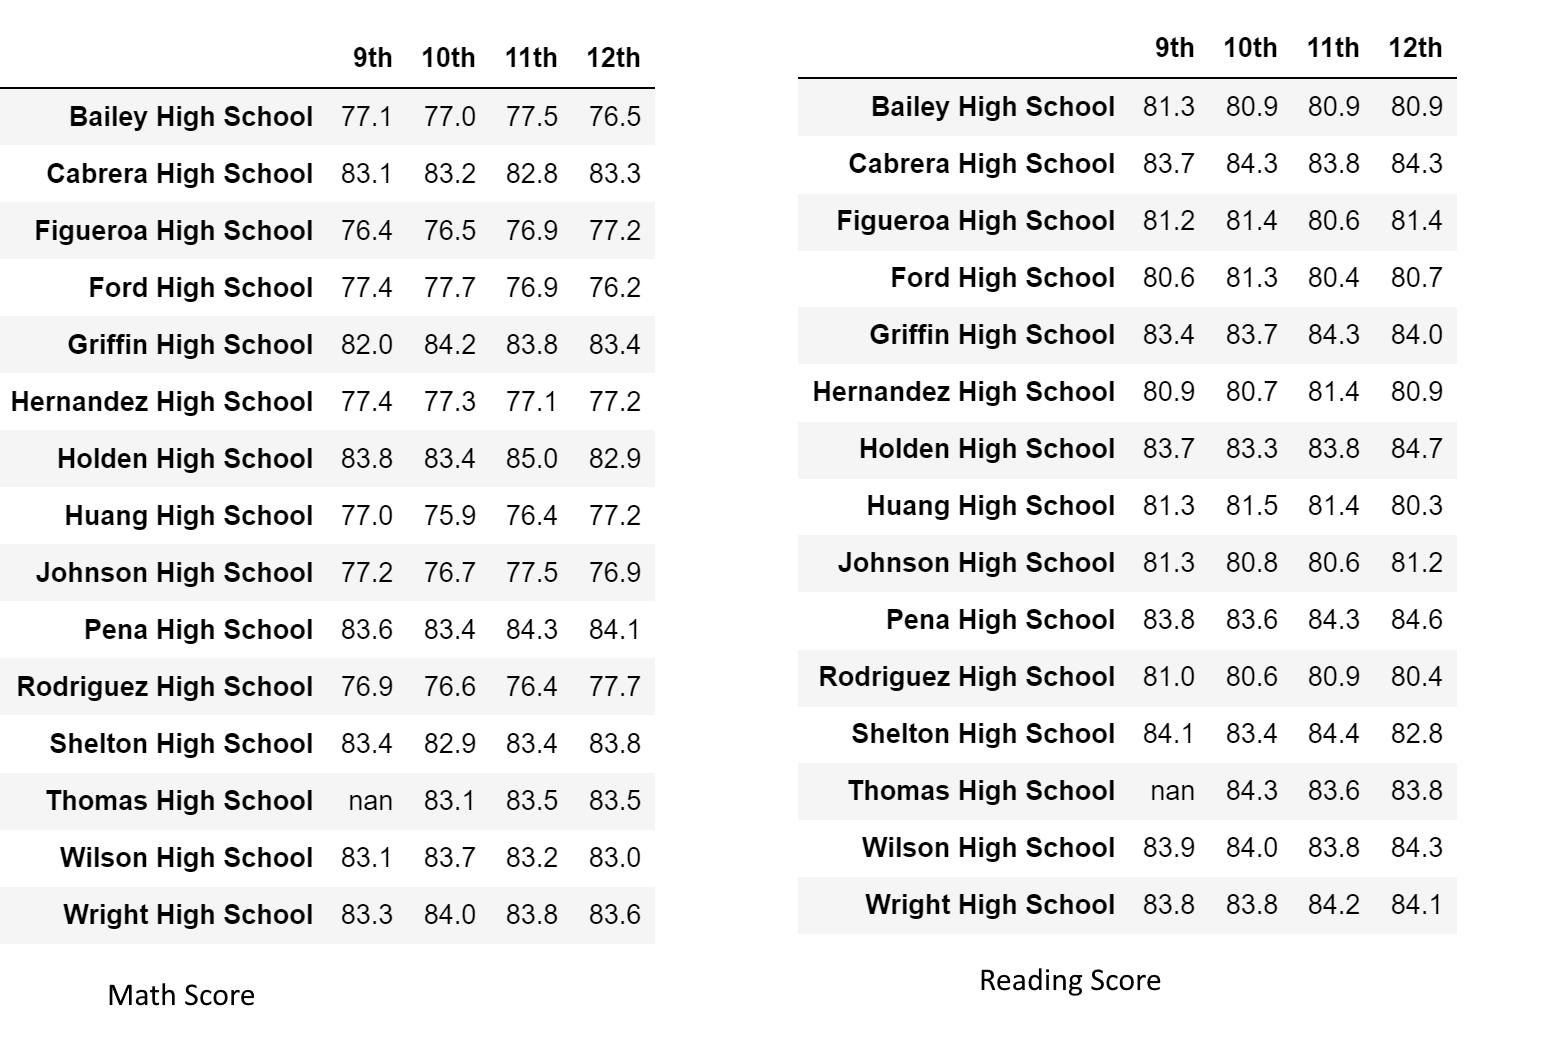 9th 10th 11th 12th
Bailey High School 77.1 77.0 77.5 76.5
Cabrera High School 83.1 83.2 82.8 83.3
Figueroa High School 76.4 76.5 76.9 77.2
Ford High School 77.4 77.7 76.9 76.2
Griffin High School 82.0 84.2 83.8 83.4
Hernandez High School 77.4 77.3 77.1 77.2
Holden High School 83.8 83.4 85.0 82.9
Huang High School 77.0 75.9 76.4 77.2
Johnson High School 77.2 76.7 77.5 76.9
Pena High School 83.6 83.4 84.3 84.1
Rodriguez High School 76.9 76.6 76.4 77.7
Shelton High School 83.4 82.9 83.4 83.8
Thomas High School nan 83.1 83.5 83.5
Wilson High School 83.1 83.7 83.2 83.0
Wright High School 83.3 84.0 83.8 83.6
Math Score
9th 10th 11th 12th
Bailey High School 81.3 80.9 80.9 80.9
Cabrera High School 83.7 84.3 83.8 84.3
Figueroa High School 81.2 81.4 80.6 81.4
Ford High School 80.6 81.3 80.4 80.7
Griffin High School 83.4 83.7 84.3 84.0
Hernandez High School 80.9 80.7 81.4 80.9
Holden High School 83.7 83.3 83.8 84.7
Huang High School 81.3 81.5 81.4 80.3
Johnson High School 81.3 80.8 80.6 81.2
Pena High School 83.8 83.6 84.3 84.6
Rodriguez High School 81.0 80.6 80.9 80.4
Shelton High School 84.1 83.4 84.4 82.8
Thomas High School nan 84.3 83.6 83.8
Wilson High School 83.9 84.0 83.8 84.3
Wright High School 83.8 83.8 84.2 84.1
Reading Score